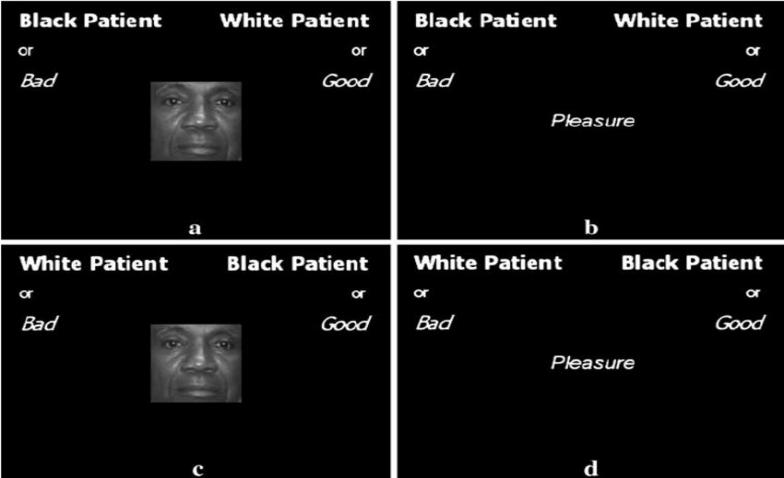 Black Patient White Patient
or or
Bad Good
a
Black Patient White Patient
or or
Bad Good
Pleasure
b
White Patient Black Patient
or or
Bad Good
c
White Patient Black Patient
or or
Bad Good
Pleasure
d